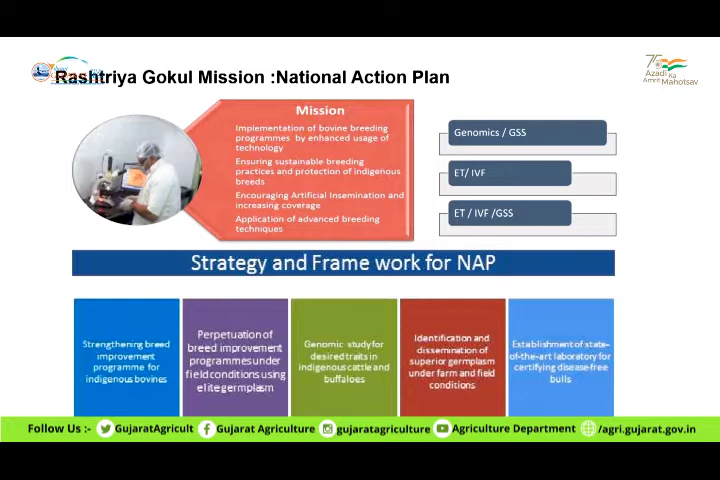 Rashtriya Gokul Mission :National Action Plan
75
Azadi Ka
Amrit Mahotsav
Mission
Implementation of bovine breeding
programmes by enhanced usage of
technology
Ensuring sustainable breeding
practices and protection of indigenous
breeds
Encouraging Artificial Insemination and
increasing coverage
Application of advanced breeding
techniques
Genomics / GSS
ET/ IVF
ET / IVF /GSS
Strategy and Frame work for NAP
Strengthening breed
improvement
programme for
indigenous bovines
Perpetuation of
breed improvement
programmes under
field conditions using
elite germplasm
Genomic study for
desired traits in
indigenous cattle and
buffaloes
Identification and
dissemination of
superior germplasm
under farm and field
conditions
Establishment of state-
of-the-art laboratory for
certifying disease-free
bulls
Follow Us :- GujaratAgricult Gujarat Agriculture gujaratagriculture Agriculture Department /agri.gujarat.gov.in